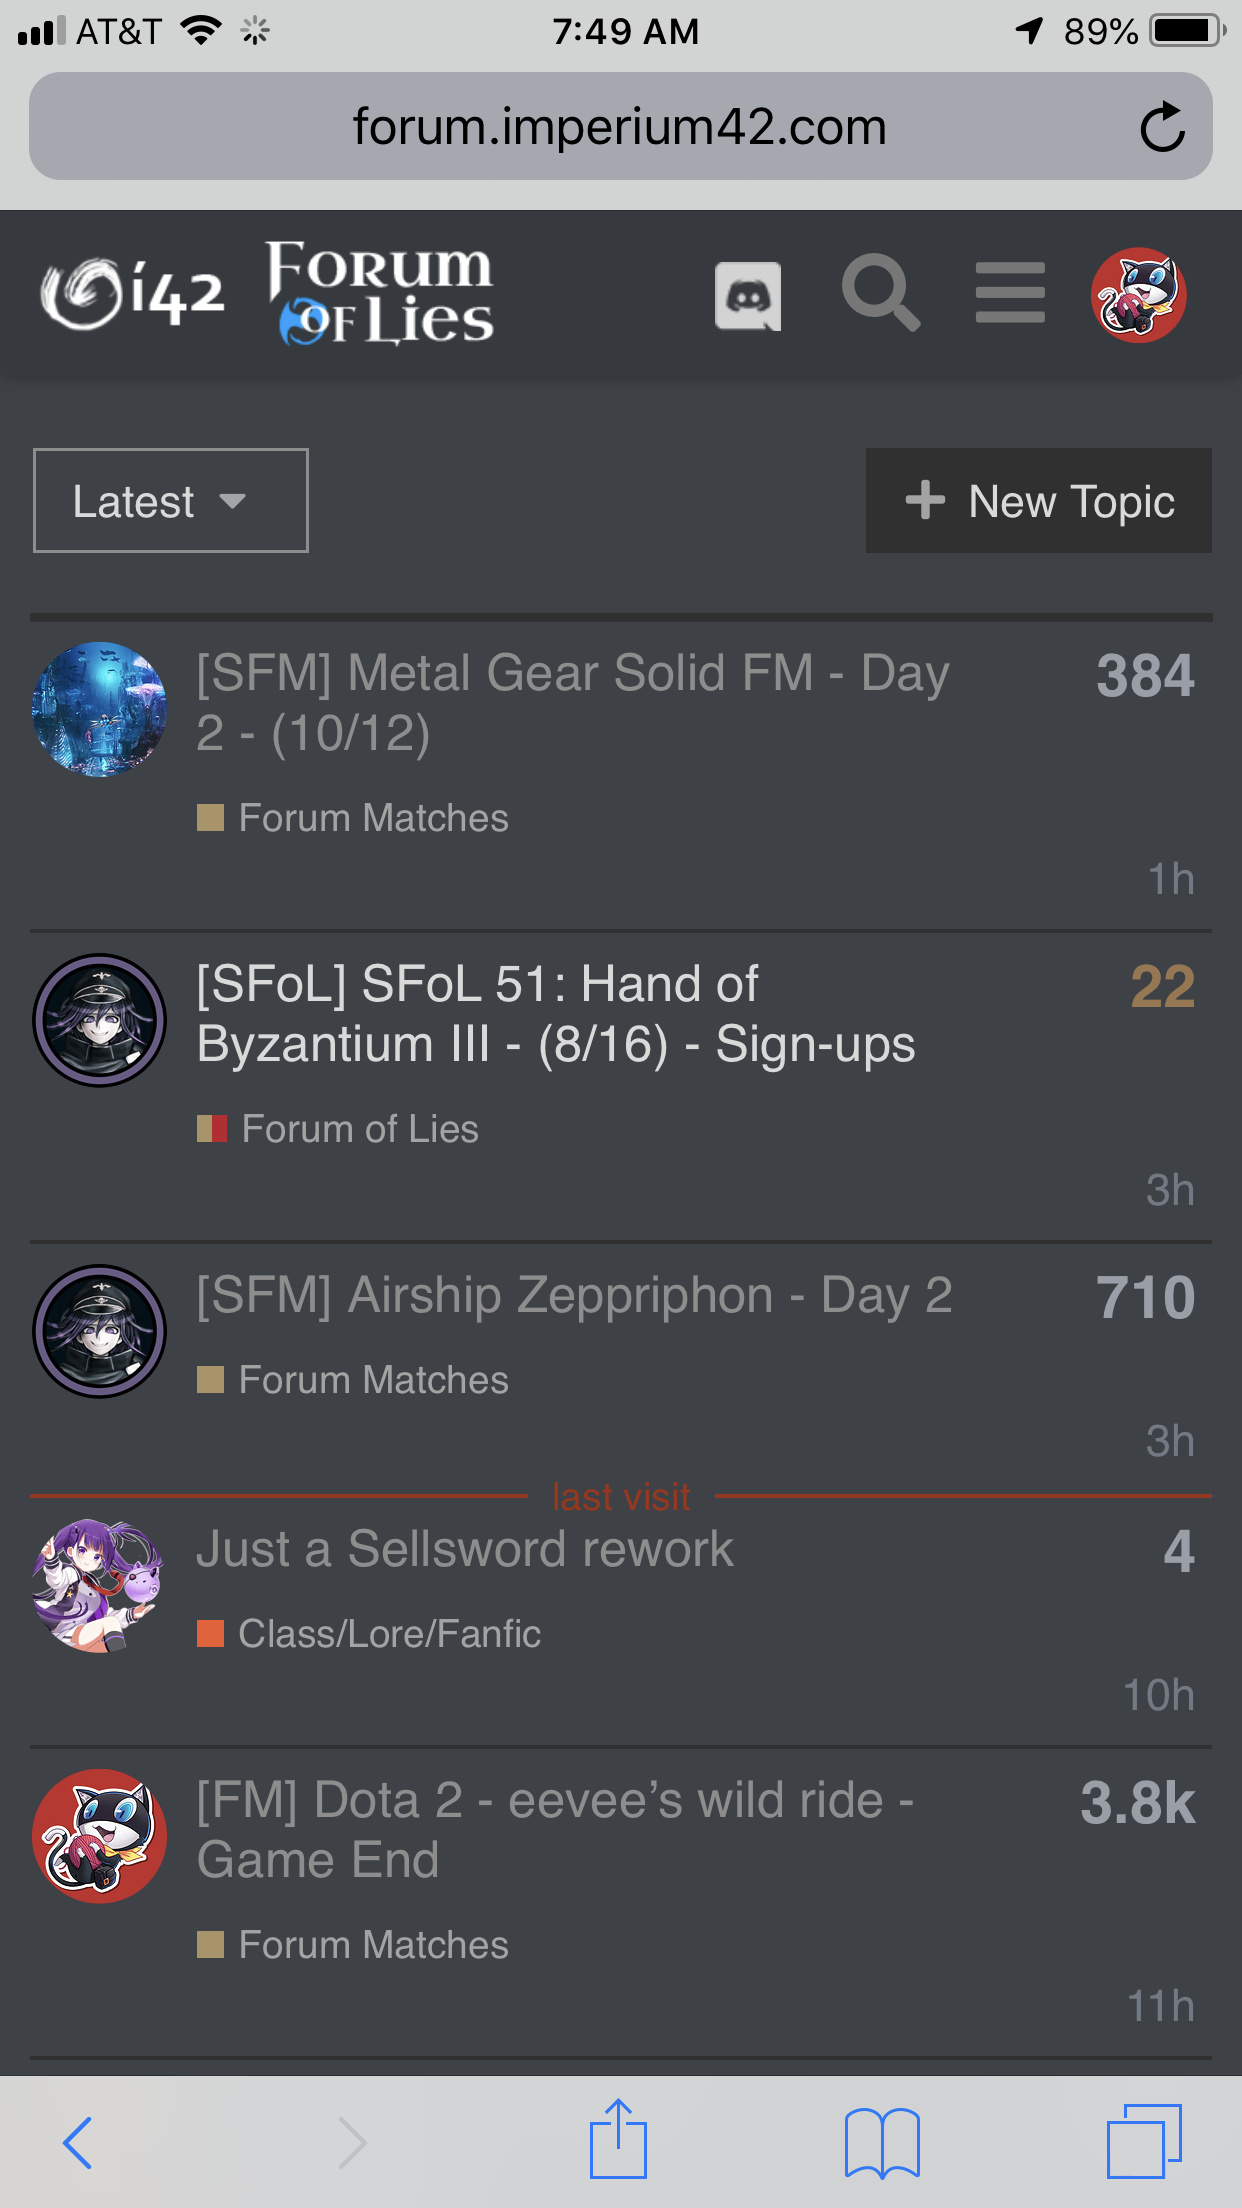 AT&T 7:49 AM 89%
forum.imperium42.com
i42 Forum of Lies
Latest + New Topic
[SFM] Metal Gear Solid FM - Day 384
2 - (10/12)
Forum Matches
1h
[SFoL] SFoL 51: Hand of 22
Byzantium III - (8/16) - Sign-ups
Forum of Lies
3h
[SFM] Airship Zeppriphon - Day 2 710
Forum Matches
3h
last visit
Just a Sellsword rework 4
Class/Lore/Fanfic
10h
[FM] Dota 2 - eevee’s wild ride - 3.8k
Game End
Forum Matches
11h